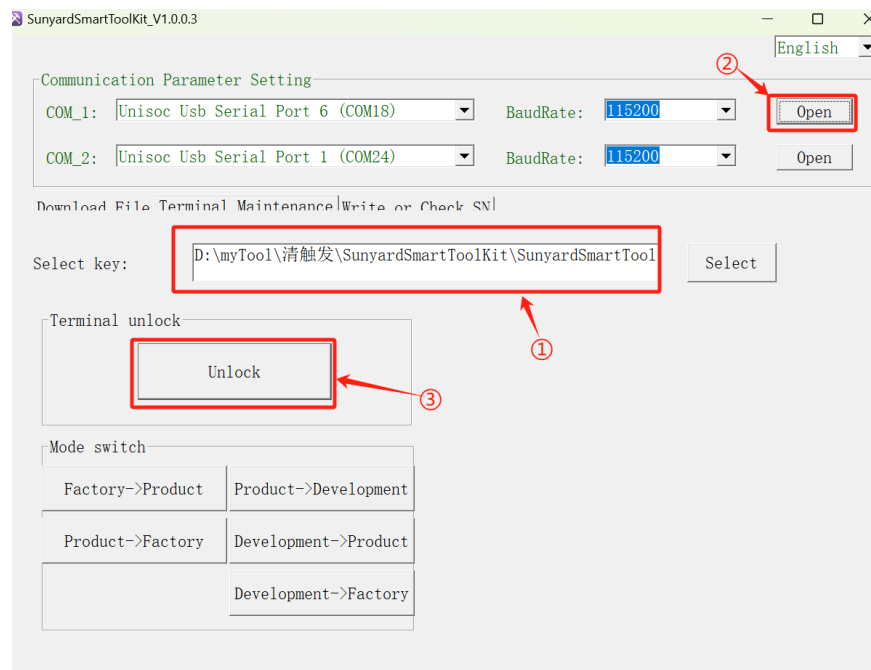 SunyardSmartToolKit_V1.0.0.3
English
②
Communication Parameter Setting
COM_1: Unisoc Usb Serial Port 6 (COM18) BaudRate: 115200 Open
COM_2: Unisoc Usb Serial Port 1 (COM24) BaudRate: 115200 Open
Download File Terminal Maintenance Write or Check SN
Select key: D:\myTool\清触发\SunyardSmartToolKit\SunyardSmartTool Select
①
Terminal unlock
Unlock
③
Mode switch
Factory->Product Product->Development
Product->Factory Development->Product
Development->Factory